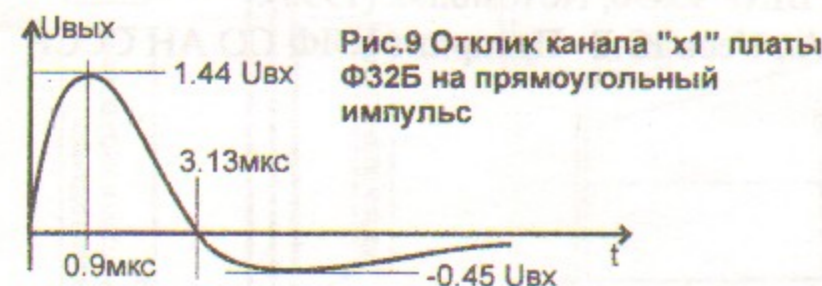 Uвых
Рис.9 Отклик канала "x1" платы
Ф32Б на прямоугольный
импульс
1.44 Uвх
3.13мкс
0.9мкс
t
-0.45 Uвх